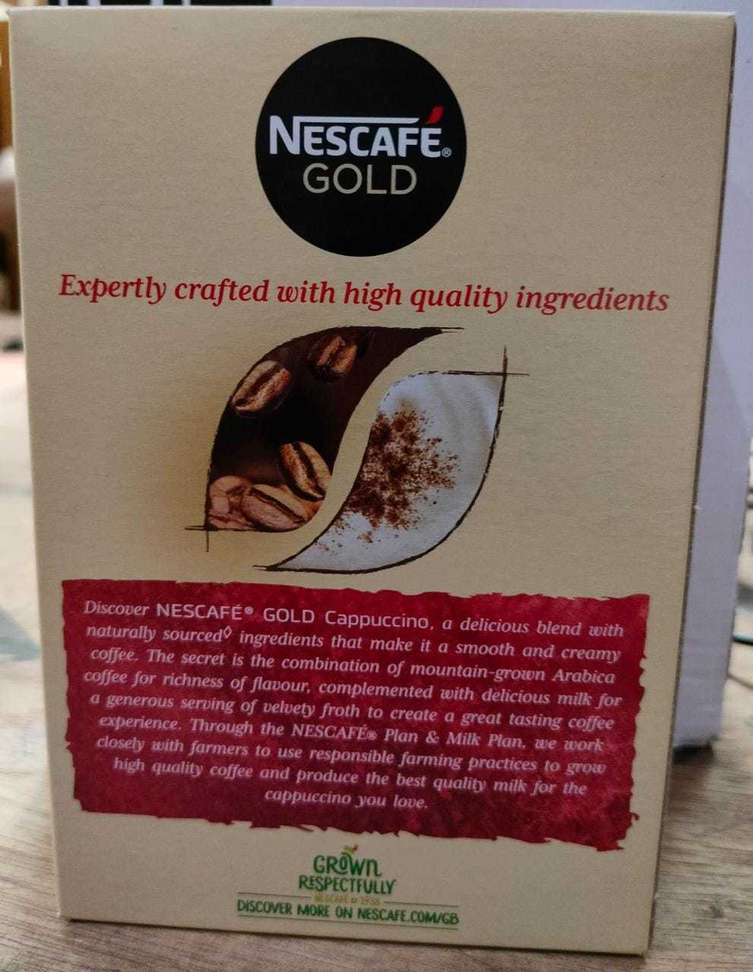 NESCAFÉ®
GOLD
Expertly crafted with high quality ingredients
Discover NESCAFÉ® GOLD Cappuccino, a delicious blend with
naturally sourced◊ ingredients that make it a smooth and creamy
coffee. The secret is the combination of mountain-grown Arabica
coffee for richness of flavour, complemented with delicious milk for
a generous serving of velvety froth to create a great tasting coffee
experience. Through the NESCAFÉ® Plan & Milk Plan, we work
closely with farmers to use responsible farming practices to grow
high quality coffee and produce the best quality milk for the
cappuccino you love.
GROWN
RESPECTFULLY
DISCOVER MORE ON NESCAFE.COM/GB